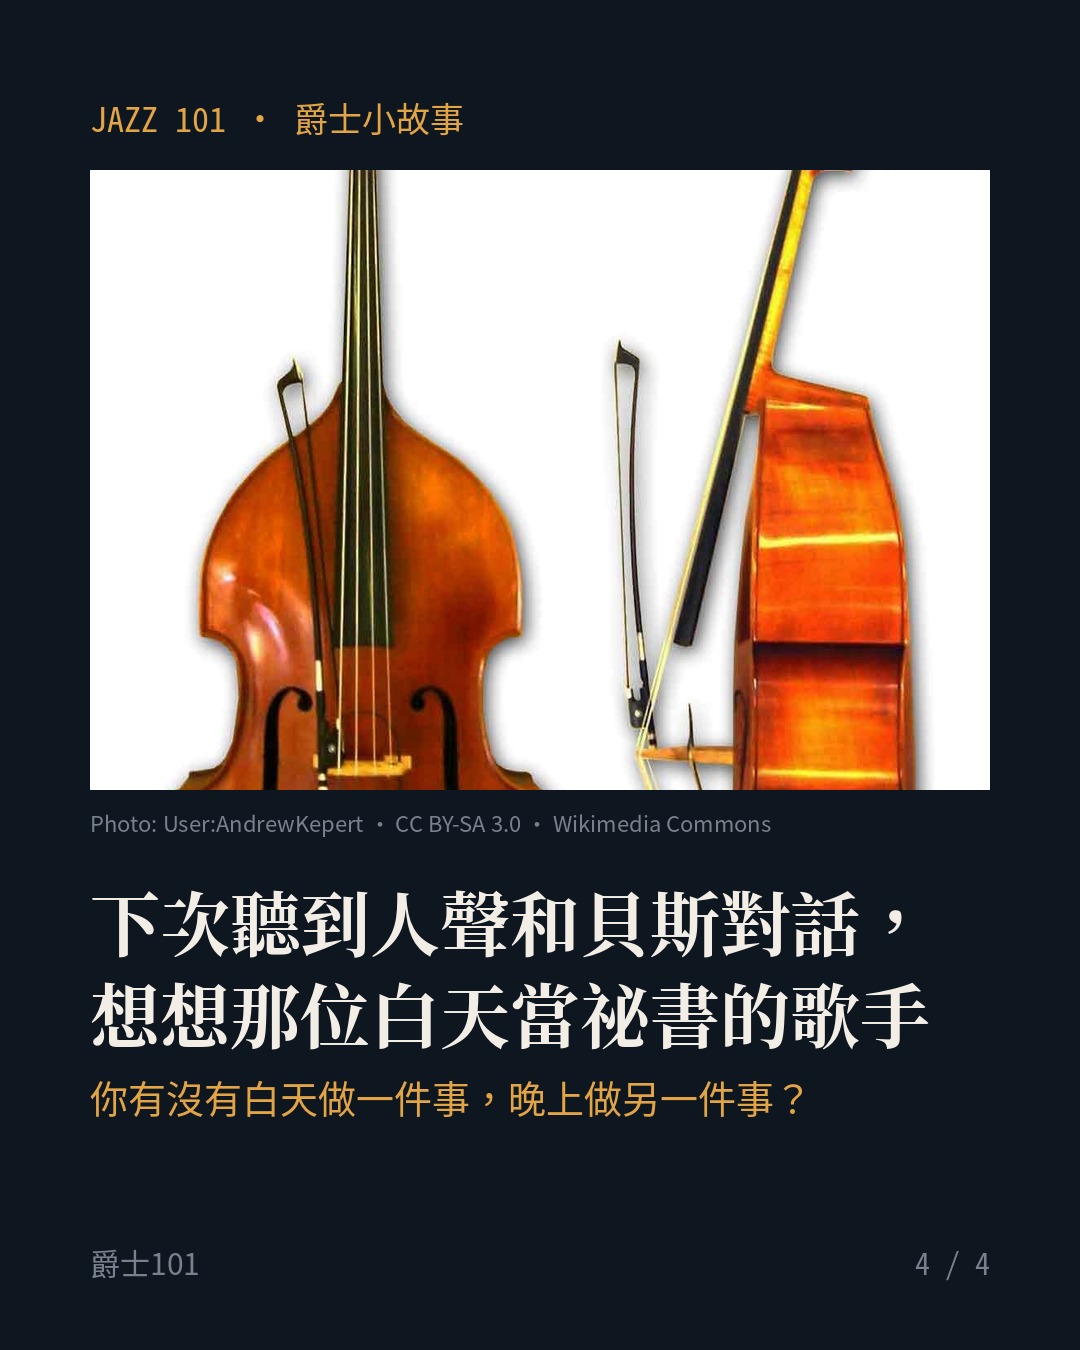 JAZZ 101 · 爵士小故事
Photo: User:AndrewKepert · CC BY-SA 3.0 · Wikimedia Commons
下次聽到人聲和貝斯對話，
想想那位白天當祕書的歌手
你有沒有白天做一件事，晚上做另一件事？
爵士101
4 / 4